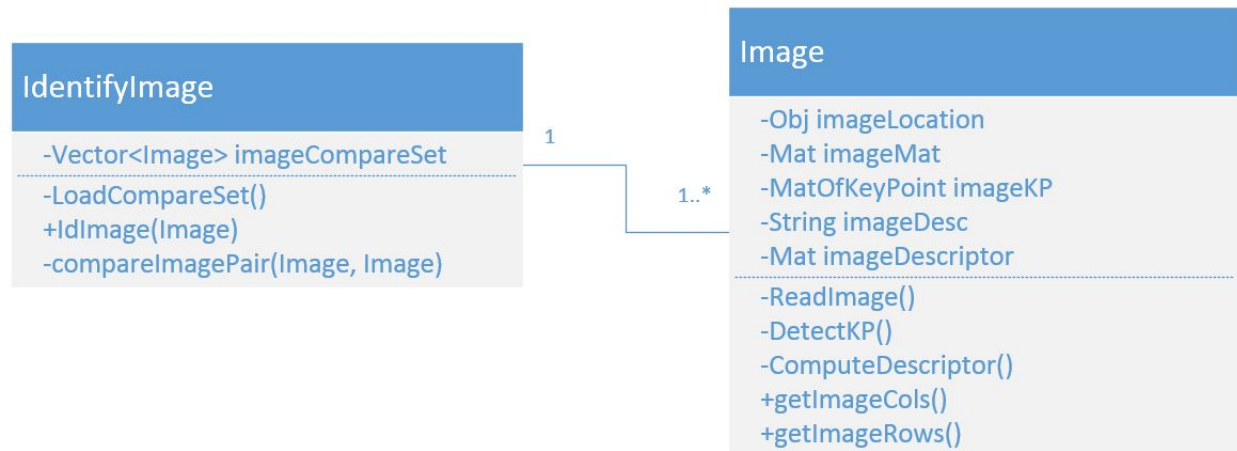 IdentifyImage
-Vector<Image> imageCompareSet
-LoadCompareSet()
+IdImage(Image)
-compareImagePair(Image, Image)
1
1..*
Image
-Obj imageLocation
-Mat imageMat
-MatOfKeyPoint imageKP
-String imageDesc
-Mat imageDescriptor
-ReadImage()
-DetectKP()
-ComputeDescriptor()
+getImageCols()
+getImageRows()